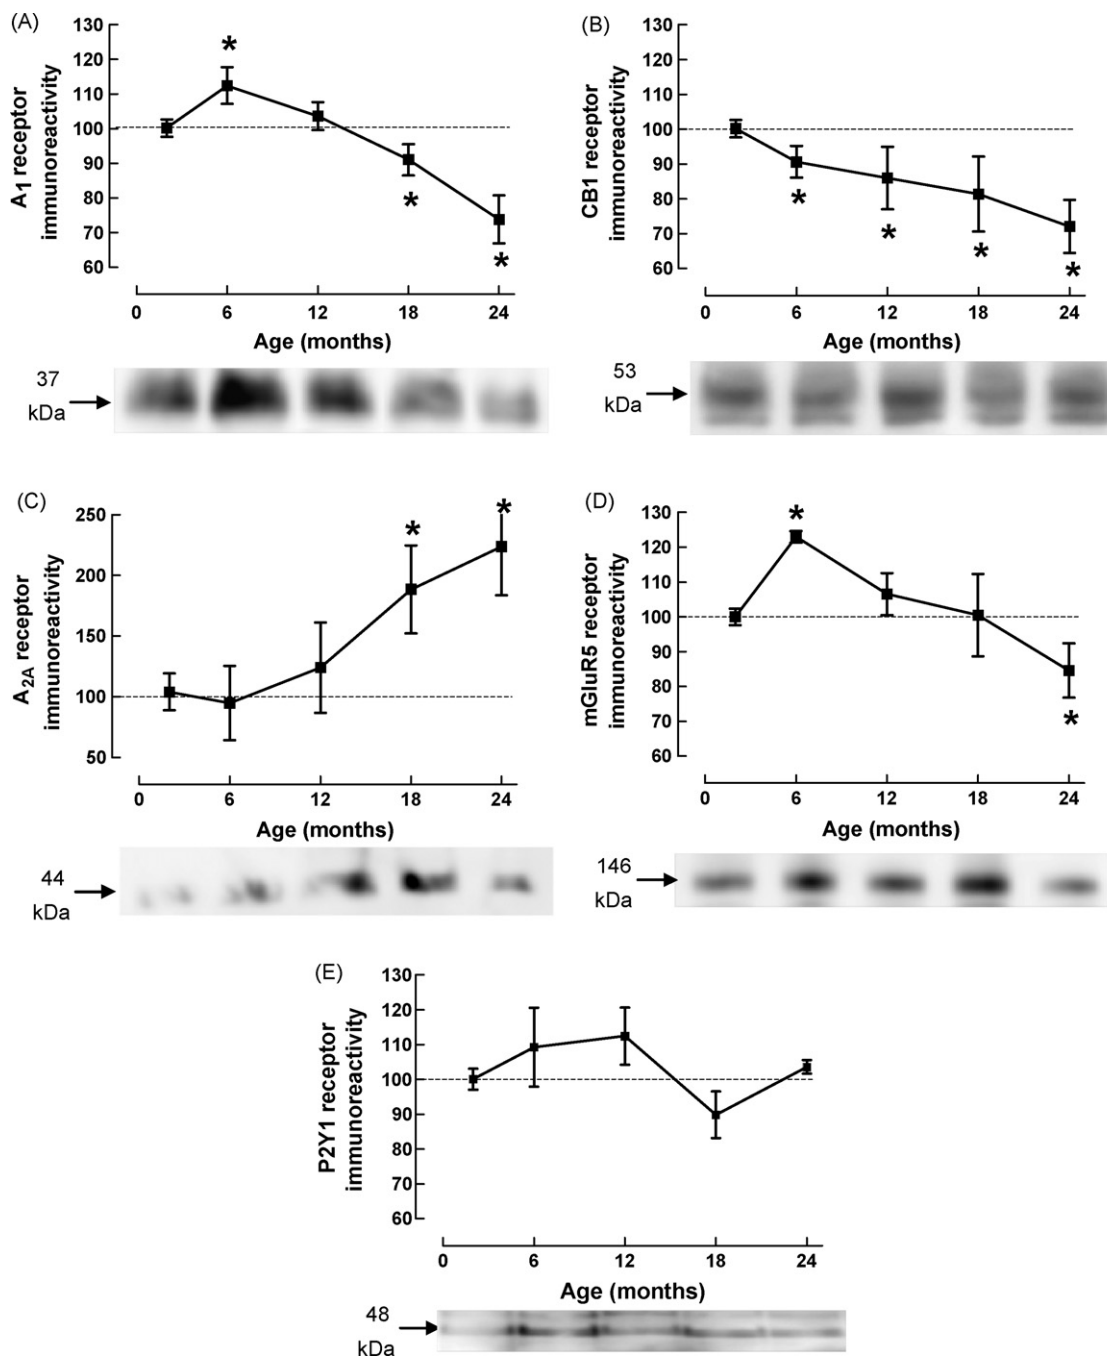 (A)
130
120
110
100
90
80
70
60
A1 receptor
immunoreactivity
*
*
*
0 6 12 18 24
Age (months)
37
kDa
(B)
130
120
110
100
90
80
70
60
CB1 receptor
immunoreactivity
*
*
*
*
0 6 12 18 24
Age (months)
53
kDa
(C)
250
200
150
100
50
A2A receptor
immunoreactivity
*
*
0 6 12 18 24
Age (months)
44
kDa
(D)
130
120
110
100
90
80
70
60
mGluR5 receptor
immunoreactivity
*
*
0 6 12 18 24
Age (months)
146
kDa
(E)
130
120
110
100
90
80
70
60
P2Y1 receptor
immunoreactivity
0 6 12 18 24
Age (months)
48
kDa